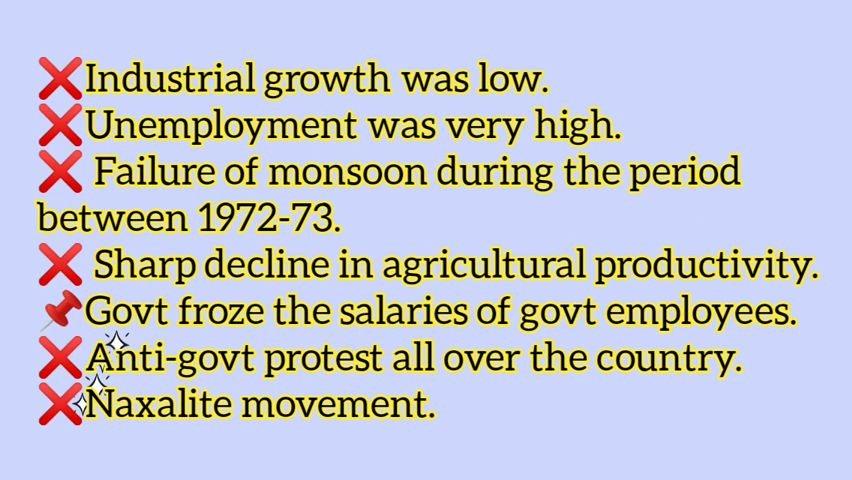 ❌Industrial growth was low.
❌Unemployment was very high.
❌ Failure of monsoon during the period
between 1972-73.
❌ Sharp decline in agricultural productivity.
📌Govt froze the salaries of govt employees.
❌Anti-govt protest all over the country.
❌Naxalite movement.